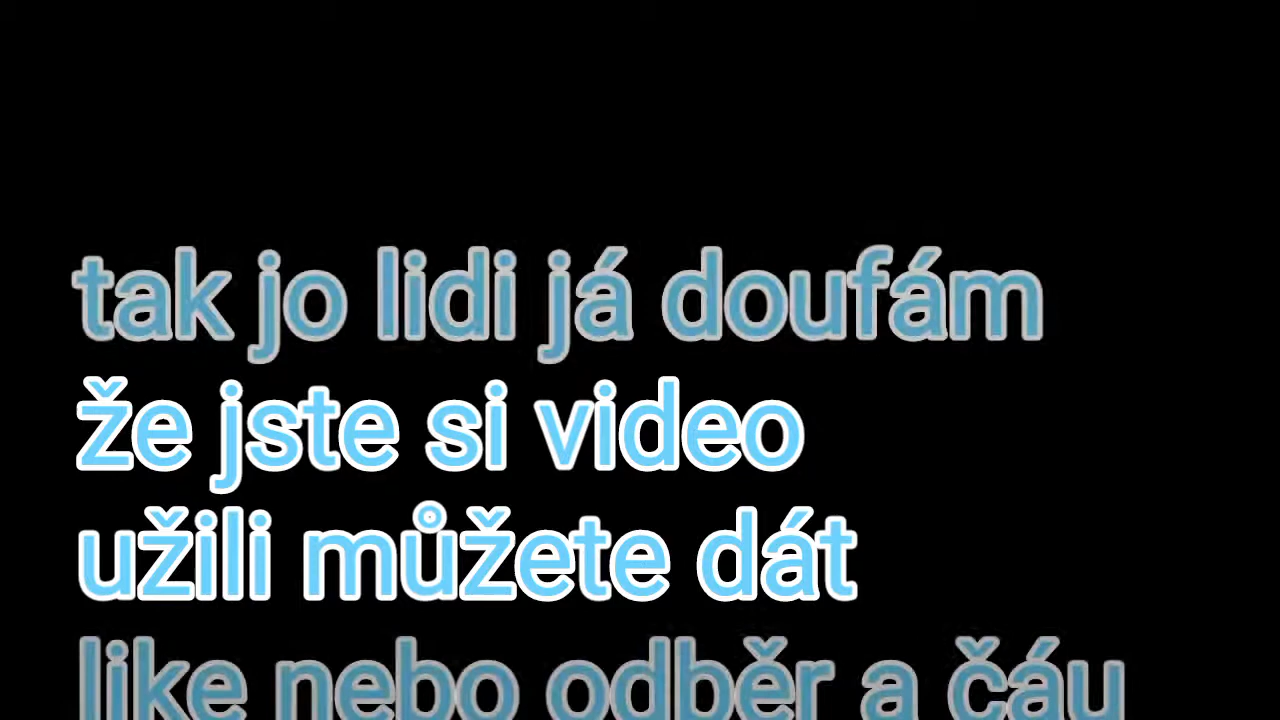 tak jo lidi já doufám
že jste si video
užili můžete dát
like nebo odběr a čáu